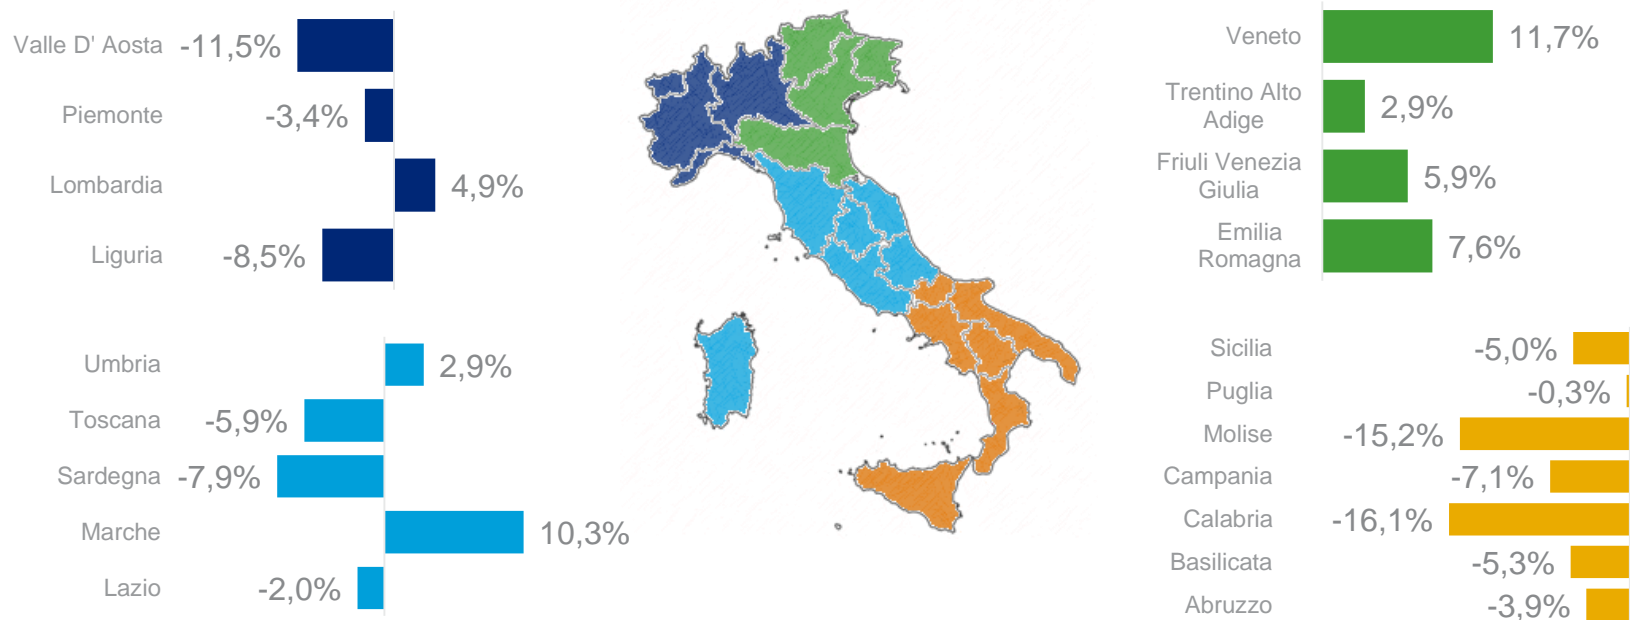 Valle D' Aosta -11,5%
Piemonte -3,4%
Lombardia 4,9%
Liguria -8,5%
Umbria 2,9%
Toscana -5,9%
Sardegna -7,9%
Marche 10,3%
Lazio -2,0%
Veneto 11,7%
Trentino Alto
Adige 2,9%
Friuli Venezia
Giulia 5,9%
Emilia
Romagna 7,6%
Sicilia -5,0%
Puglia -0,3%
Molise -15,2%
Campania -7,1%
Calabria -16,1%
Basilicata -5,3%
Abruzzo -3,9%